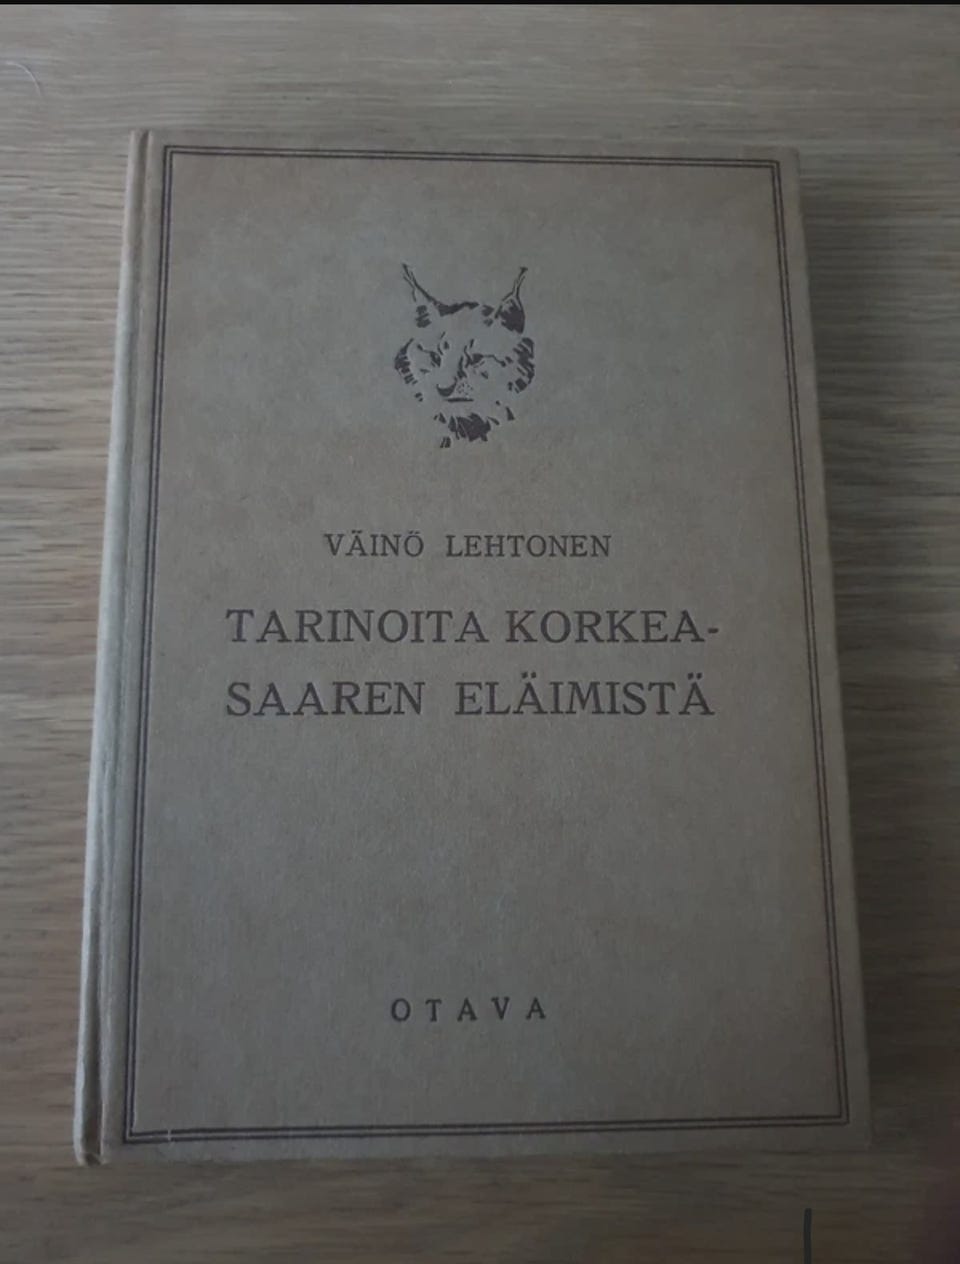 VÄINÖ LEHTONEN
TARINOITA KORKEA-
SAAREN ELÄIMISTÄ
OTAVA